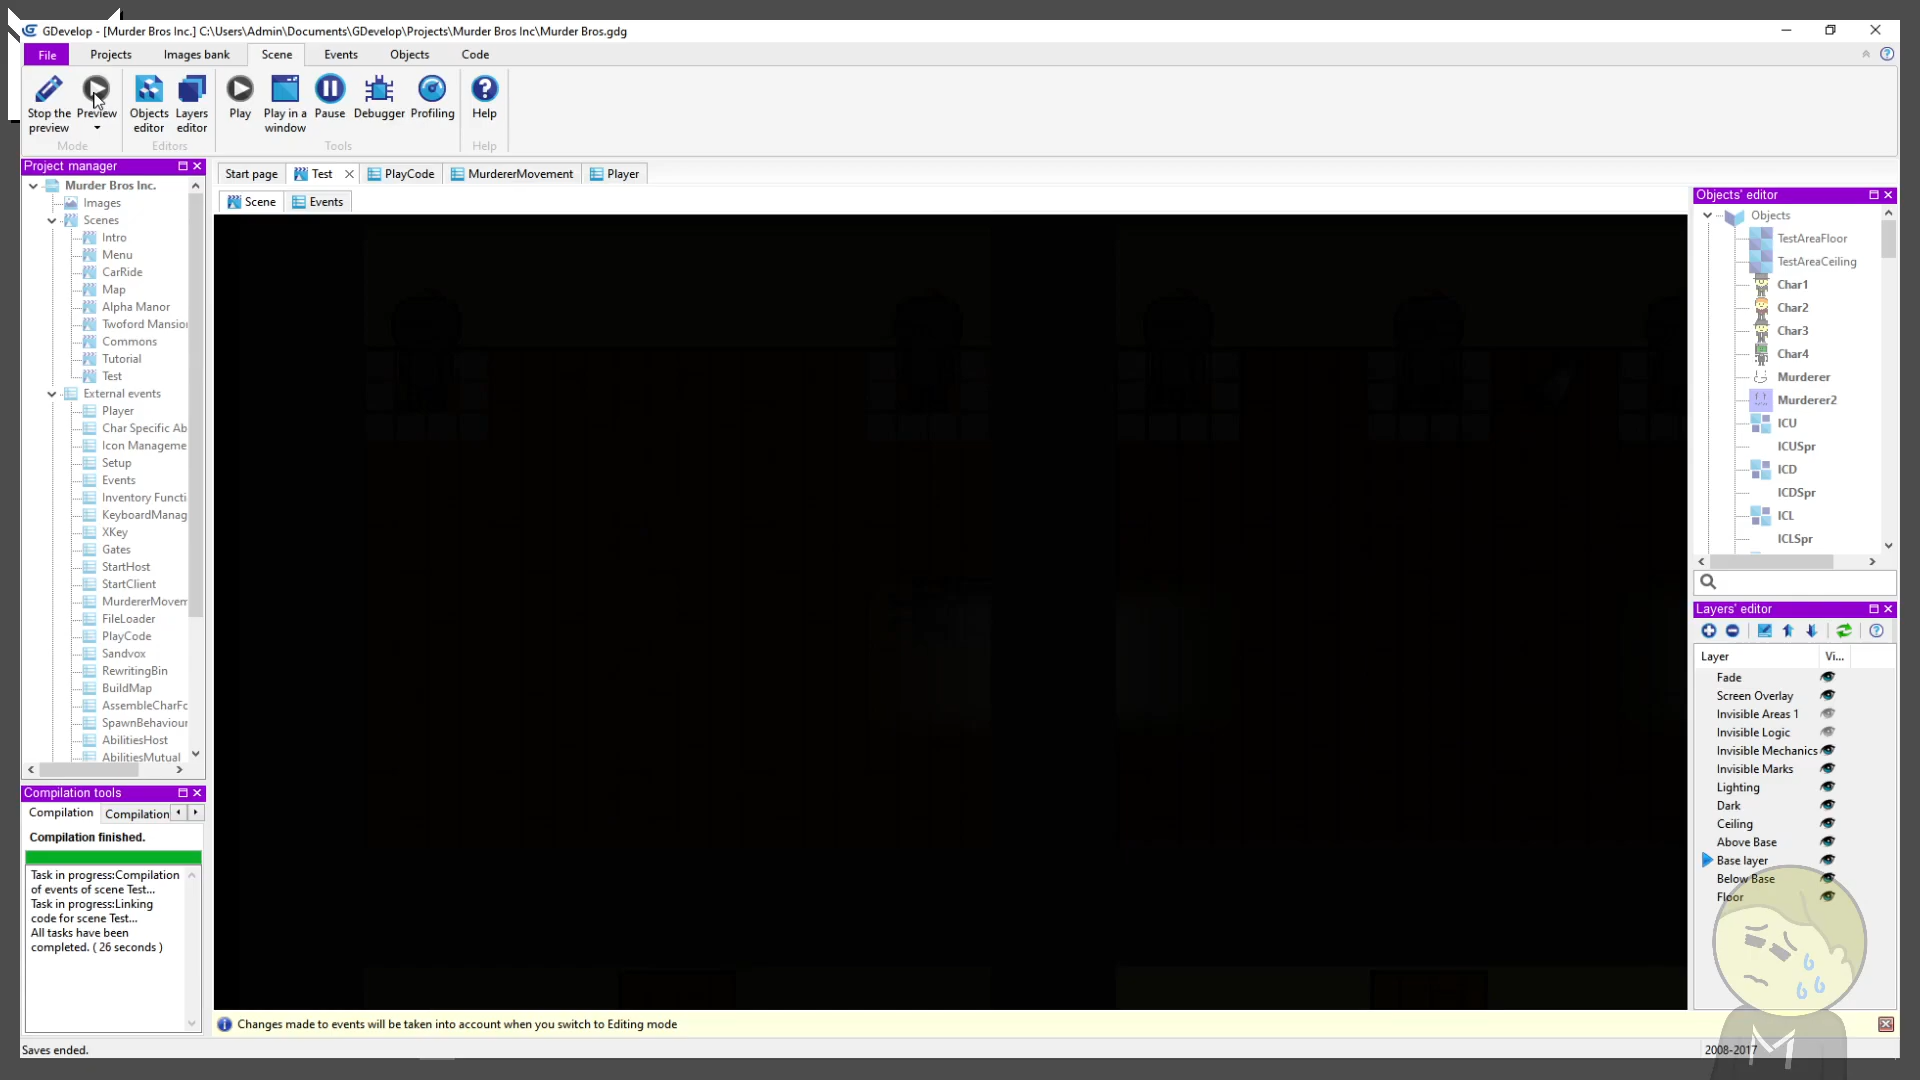 GDevelop - [Murder Bros Inc.] C:\Users\Admin\Documents\GDevelop\Projects\Murder Bros Inc\Murder Bros.gdg
File Projects Images bank Scene Events Objects Code
Stop the preview
Preview
Objects editor
Layers editor
Play
Play in a window
Pause
Debugger
Profiling
Help
Mode Editors Tools Help
Project manager
Start page Test PlayCode MurdererMovement Player
Scene Events
Murder Bros Inc.
Images
Scenes
Intro
Menu
CarRide
Map
Alpha Manor
Twoford Mansio
Commons
Tutorial
Test
External events
Player
Char Specific Ab
Icon Manageme
Setup
Events
Inventory Functi
KeyboardManag
XKey
Gates
StartHost
StartClient
MurdererMovem
FileLoader
PlayCode
Sandvox
RewritingBin
BuildMap
AssembleCharFo
SpawnBehaviour
AbilitiesHost
AbilitiesMutual
Compilation tools
Compilation Compilation
Compilation finished.
Task in progress:Compilation
of events of scene Test...
Task in progress:Linking
code for scene Test...
All tasks have been
completed. ( 26 seconds )
Objects' editor
Objects
TestAreaFloor
TestAreaCeiling
Char1
Char2
Char3
Char4
Murderer
Murderer2
ICU
ICUSpr
ICD
ICDSpr
ICL
ICLSpr
Layers' editor
Layer Vi...
Fade
Screen Overlay
Invisible Areas 1
Invisible Logic
Invisible Mechanics
Invisible Marks
Lighting
Dark
Ceiling
Above Base
Base layer
Below Base
Floor
Changes made to events will be taken into account when you switch to Editing mode
Saves ended.
2008-2017